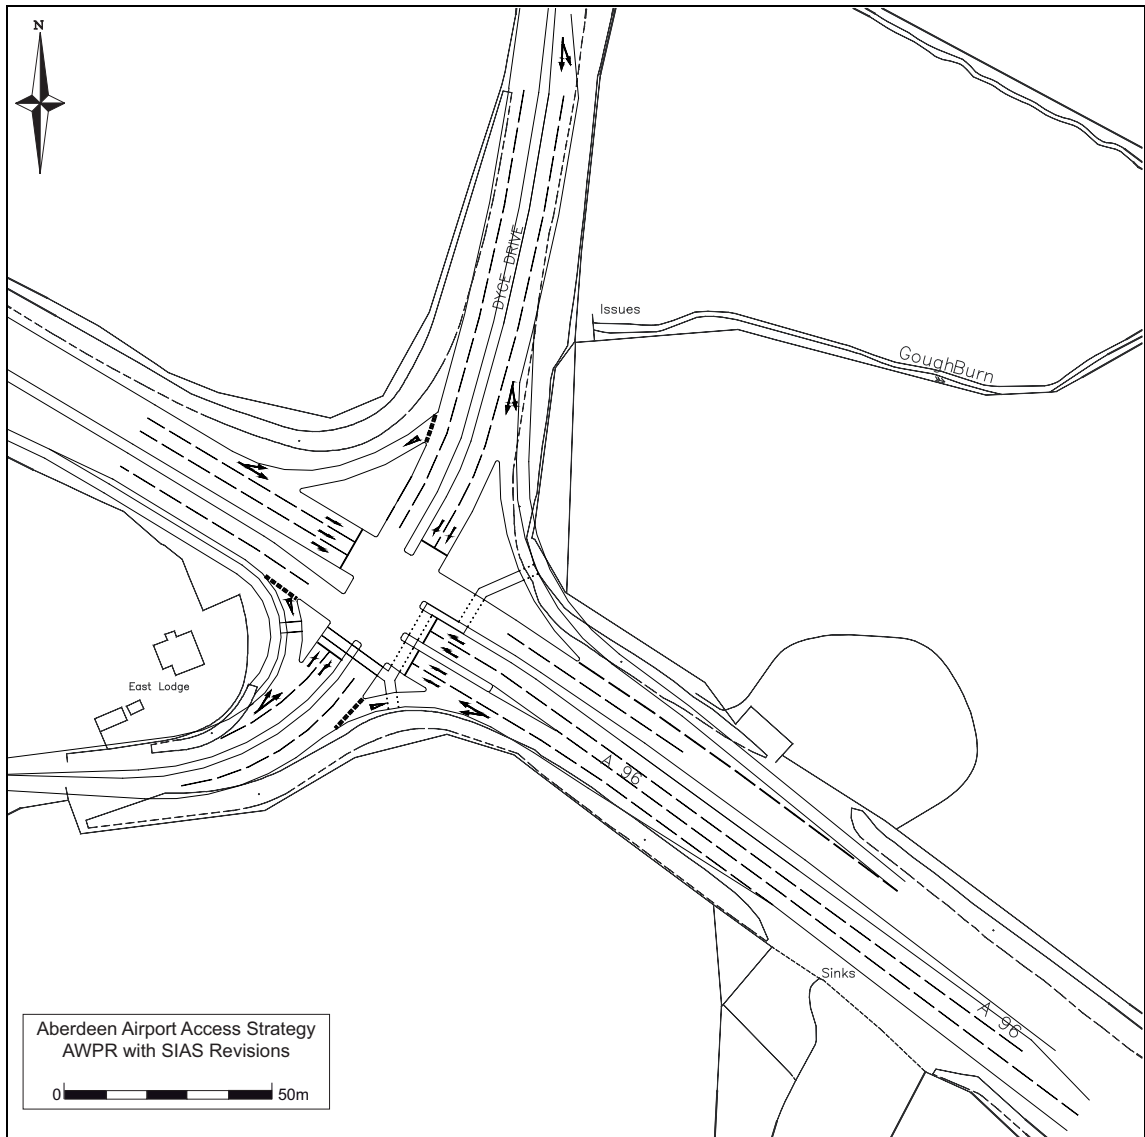 N
DYCE DRIVE
Issues
GoughBurn
East Lodge
A 96
Sinks
A 96
Aberdeen Airport Access Strategy
AWPR with SIAS Revisions
0 50m